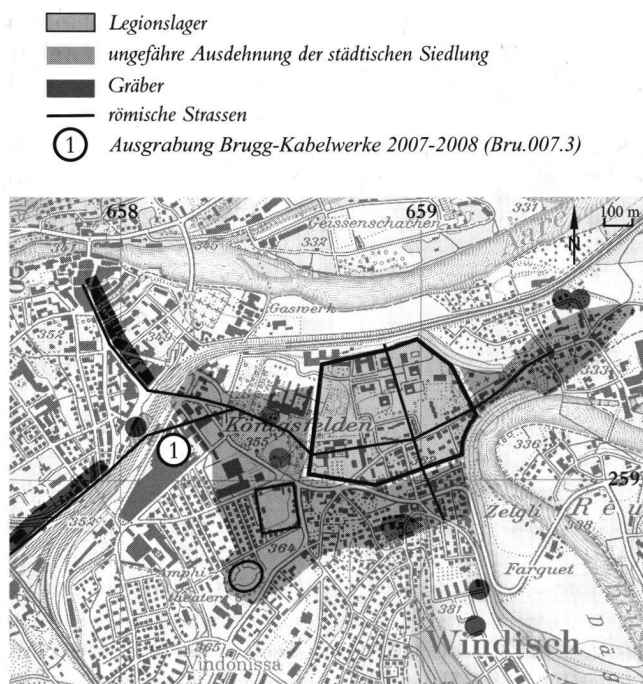 Legionslager
ungefähre Ausdehnung der städtischen Siedlung
Gräber
römische Strassen
1 Ausgrabung Brugg-Kabelwerke 2007-2008 (Bru.007.3)
658
659
331
100 m
Geissenschachen
332
Aare
N
345
g
Gaswerk
352
333
Königsfelden
355
336
1
259
Zelgli
R e u
338
352
364
Amphi-
theater
Farguet
381
Windisch
365
Vindonissa
D ä